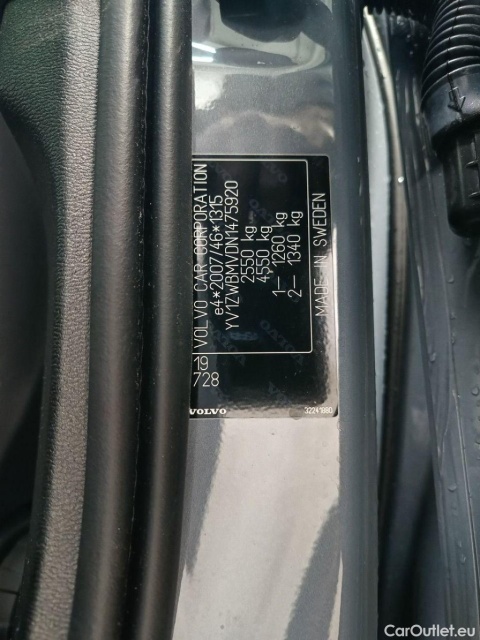 VOLVO CAR CORPORATION
e4*2007/46*1315
YV1ZWBMVDN1475920
2550 kg
4550 kg
1— 1260 kg
2— 1340 kg
MADE IN SWEDEN
19
728
VOLVO
32241880
CarOutlet.eu